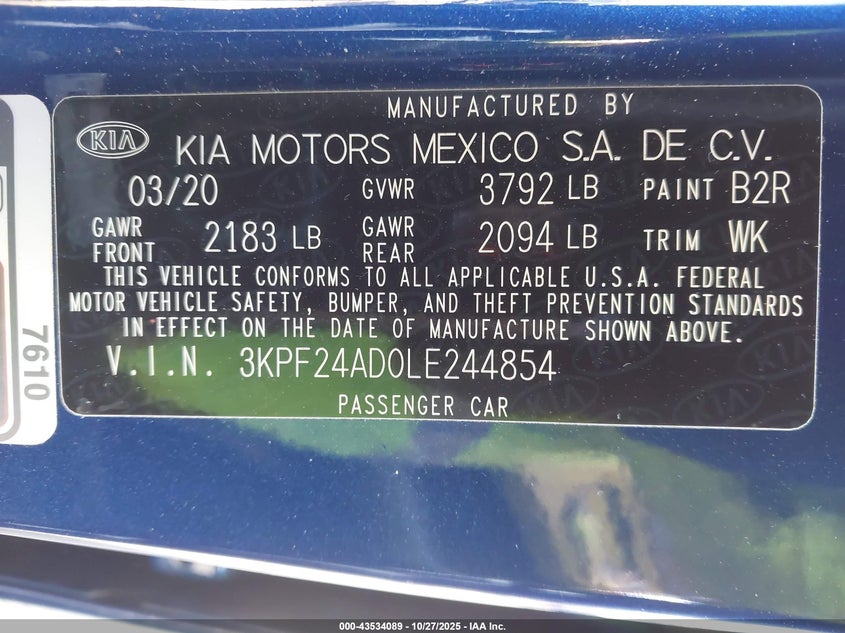 MANUFACTURED BY
KIA KIA MOTORS MEXICO S.A. DE C.V.
03/20 GVWR 3792 LB PAINT B2R
GAWR FRONT 2183 LB GAWR REAR 2094 LB TRIM WK
THIS VEHICLE CONFORMS TO ALL APPLICABLE U.S.A. FEDERAL
MOTOR VEHICLE SAFETY, BUMPER, AND THEFT PREVENTION STANDARDS
IN EFFECT ON THE DATE OF MANUFACTURE SHOWN ABOVE.
V.I.N. 3KPF24AD0LE244854
PASSENGER CAR
7610
000-43534089 - 10/27/2025 - IAA Inc.